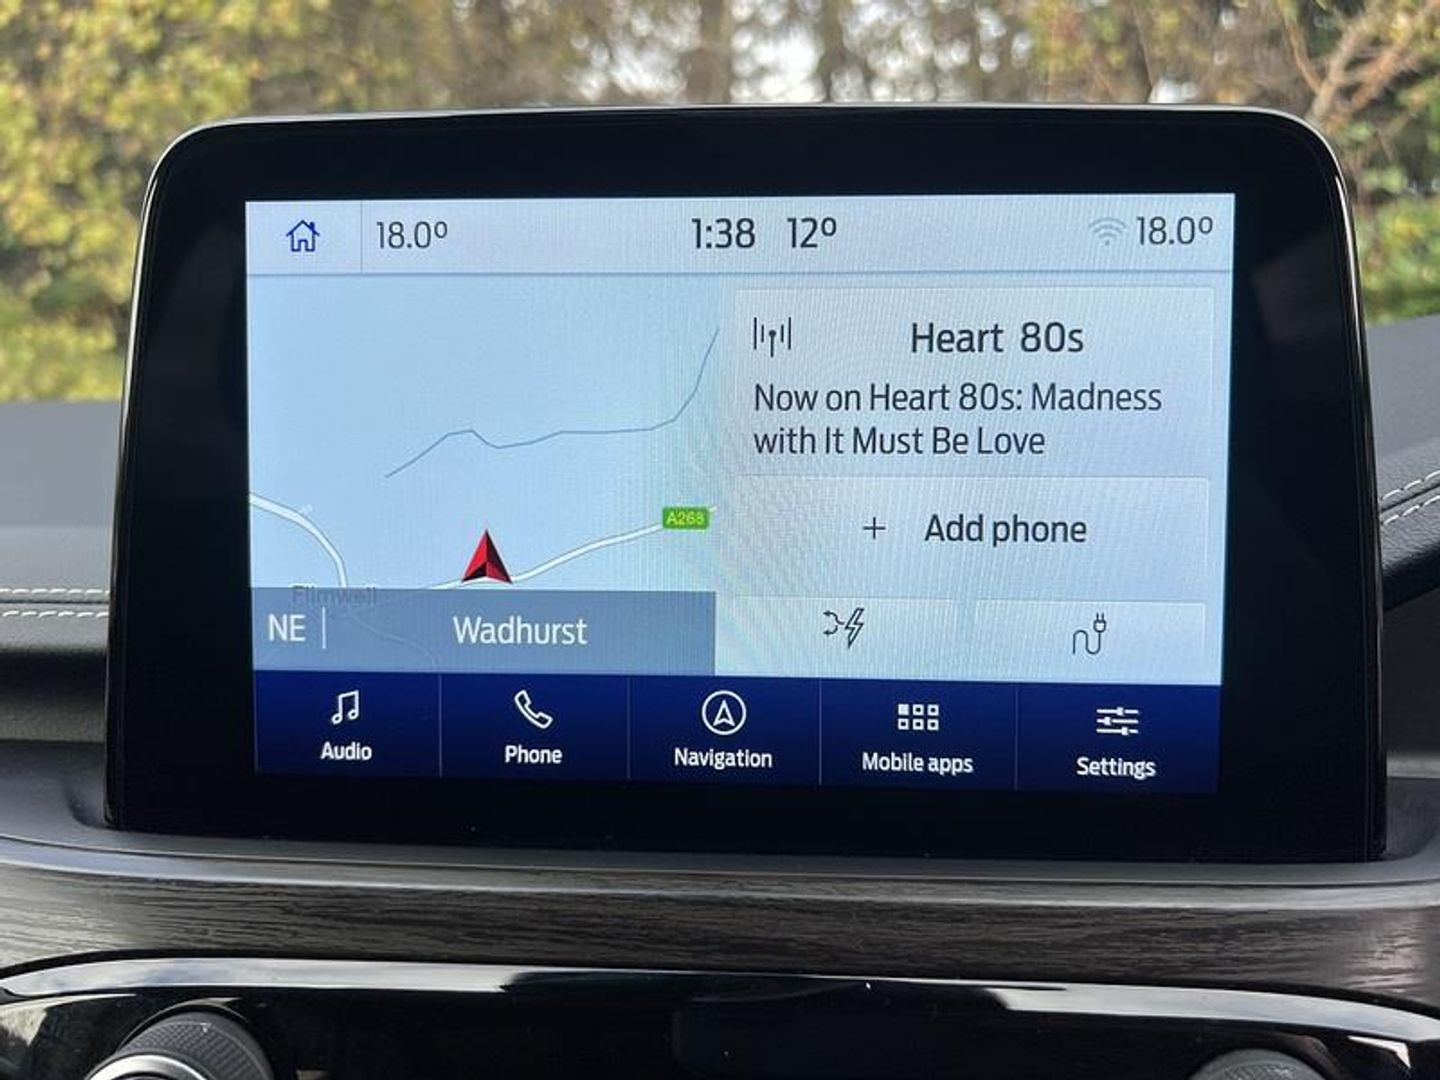 18.0° 1:38 12° 18.0°
Heart 80s
Now on Heart 80s: Madness
with It Must Be Love
A268
Add phone
Flimwell
NE Wadhurst
Audio Phone Navigation Mobile apps Settings